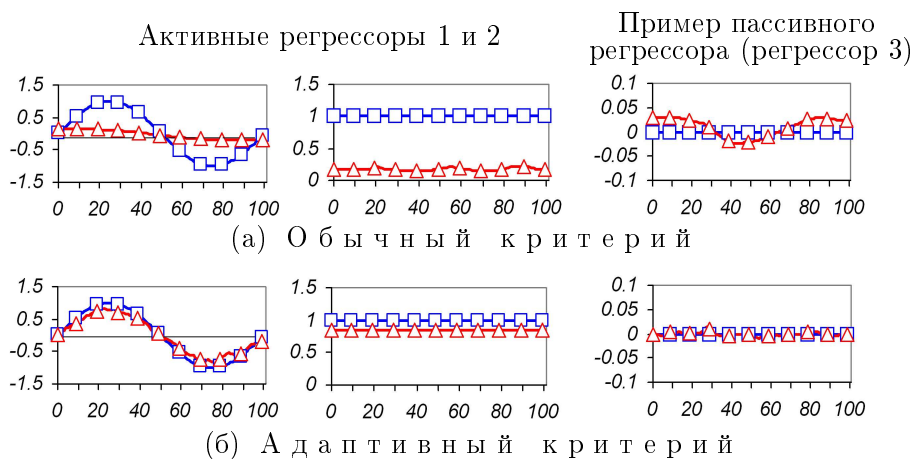 Активные регрессоры 1 и 2
Пример пассивного
регрессора (регрессор 3)
1.5
0.5
-0.5
-1.5
0 20 40 60 80 100
1.5
1
0.5
0
0 20 40 60 80 100
0.1
0.05
0
-0.05
-0.1
0 20 40 60 80 100
(а) Обычный критерий
1.5
0.5
-0.5
-1.5
0 20 40 60 80 100
1.5
1
0.5
0
0 20 40 60 80 100
0.1
0.05
0
-0.05
-0.1
0 20 40 60 80 100
(б) Адаптивный критерий